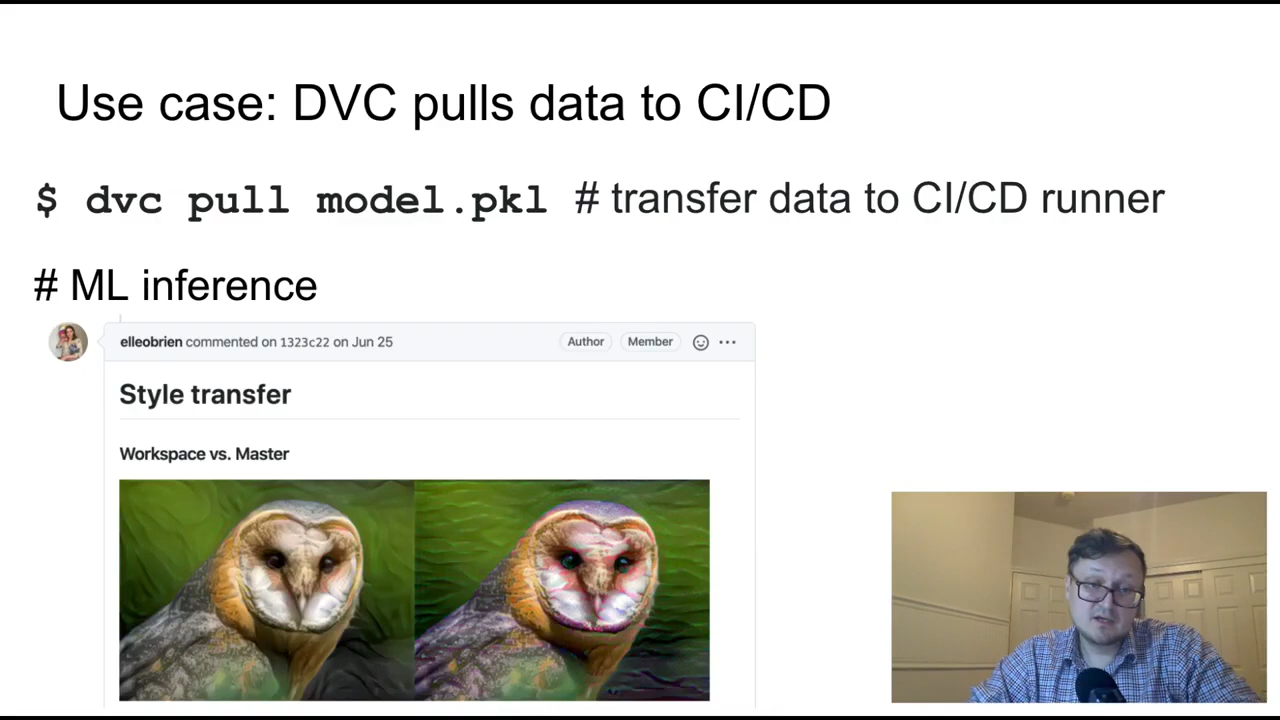 Use case: DVC pulls data to CI/CD
$ dvc pull model.pkl # transfer data to CI/CD runner
# ML inference
elleobrien commented on 1323c22 on Jun 25 Author Member
Style transfer
Workspace vs. Master